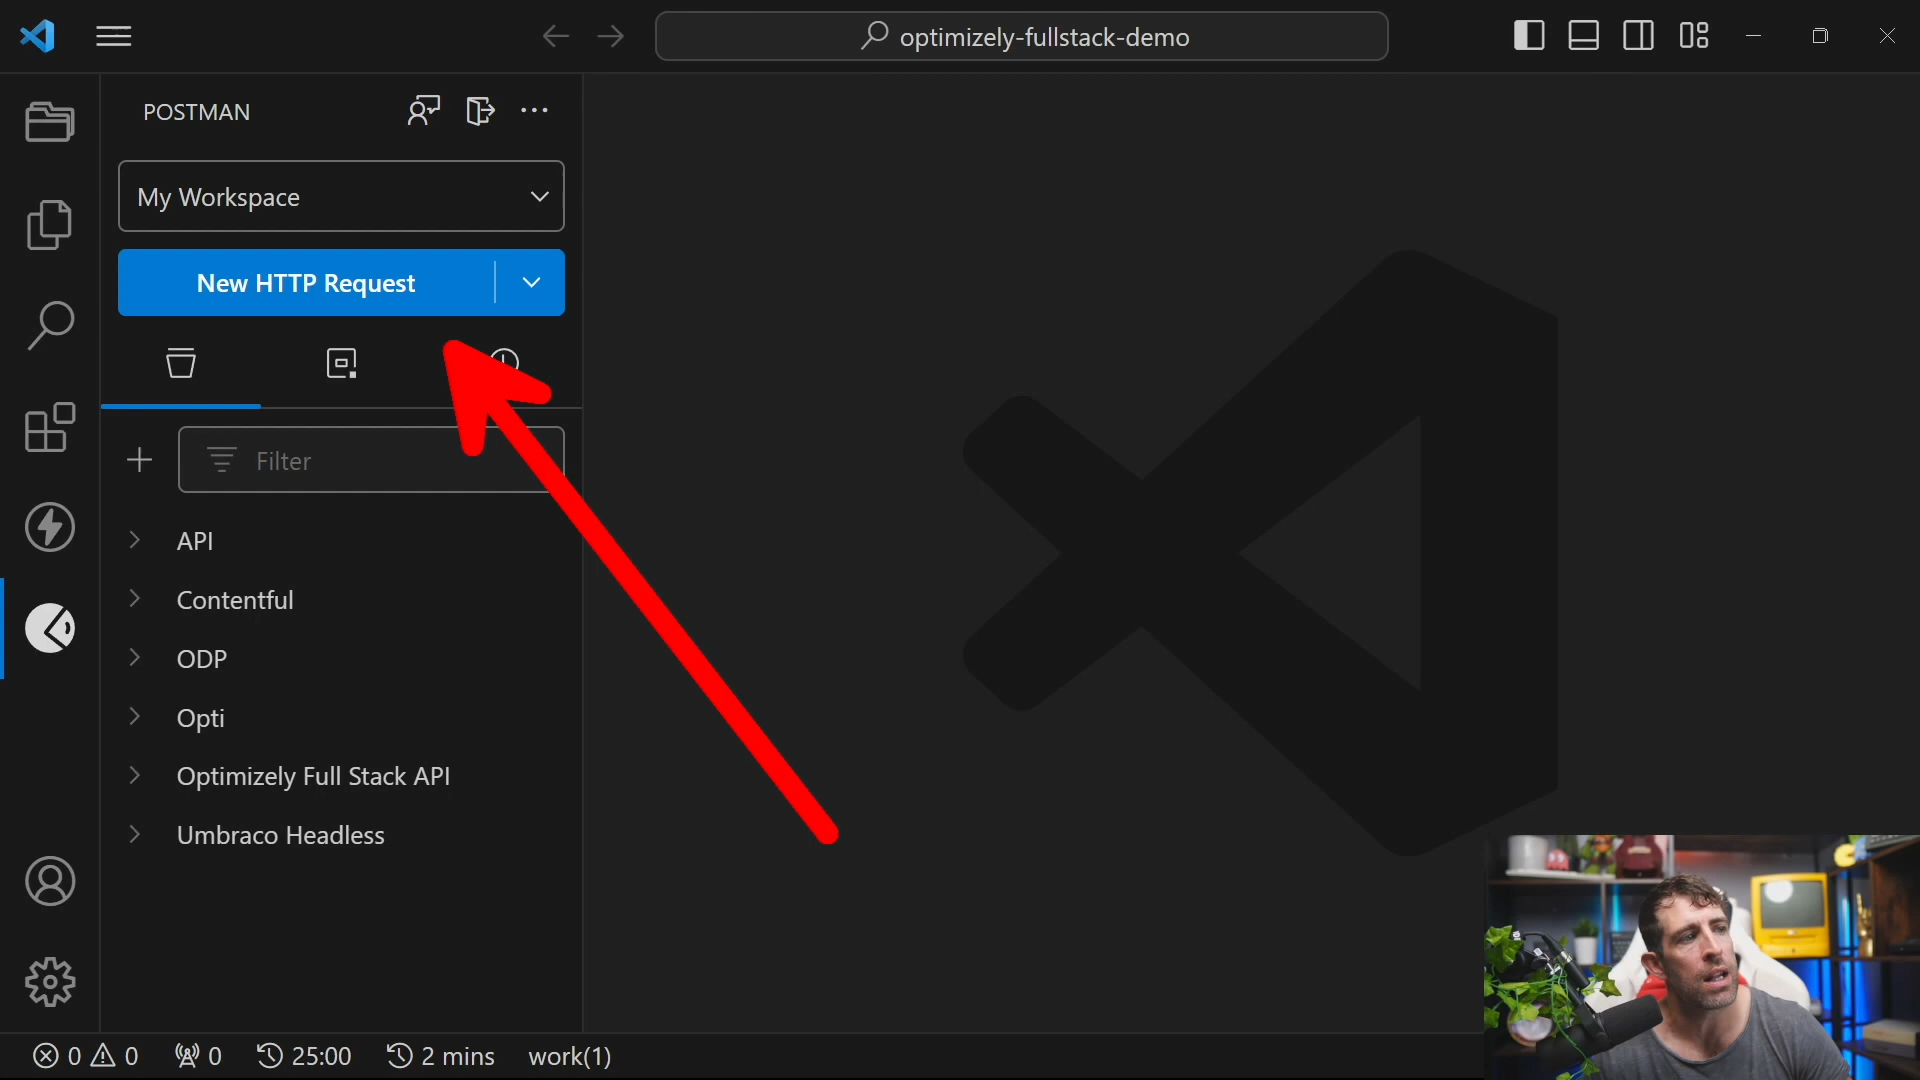 optimizely-fullstack-demo
POSTMAN
My Workspace
New HTTP Request
Filter
API
Contentful
ODP
Opti
Optimizely Full Stack API
Umbraco Headless
0 0 0 25:00 2 mins work(1)